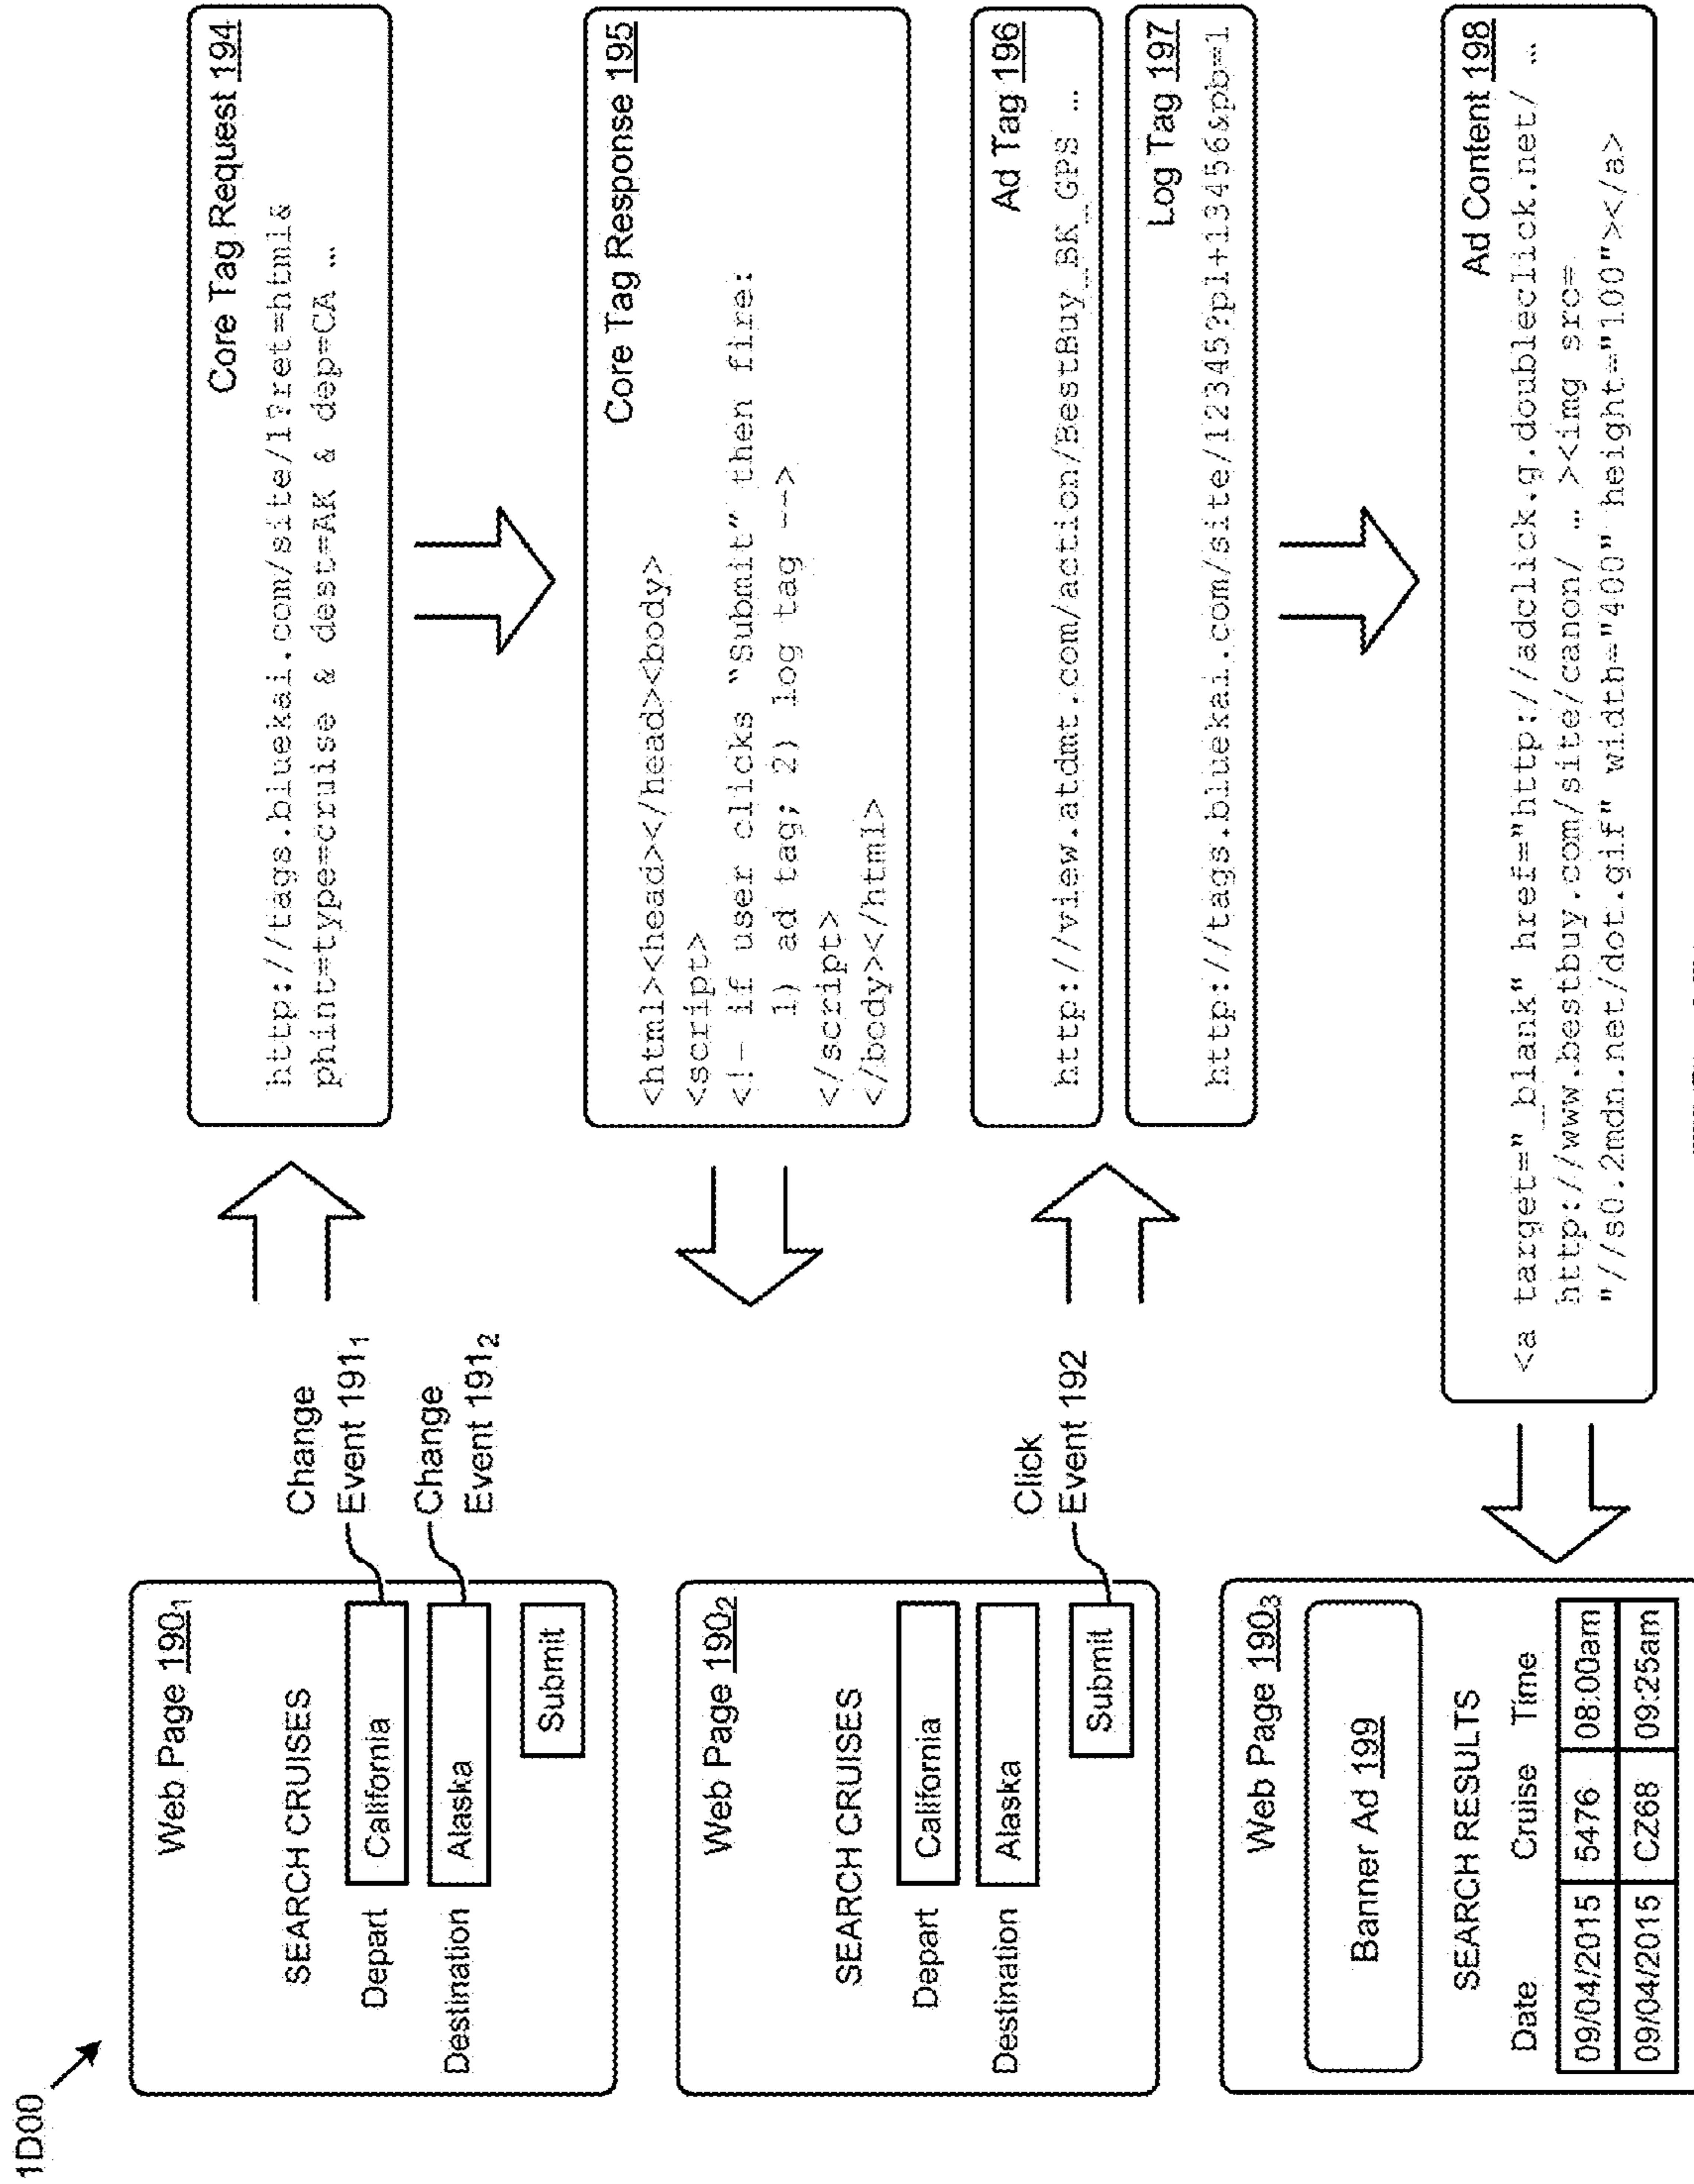 1D00
Web Page 190₁
SEARCH CRUISES
Depart California
Destination Alaska
Submit
Change
Event 191₁
Change
Event 191₂
Core Tag Request 194
http://tags.bluekai.com/site/1?ret=html&
phint=type=cruise & dest=AK & dep=CA ...
Core Tag Response 195
<html><head></head><body>
<script>
<!- if user clicks “Submit” then fire:
1) ad tag; 2) log tag -->
</script>
</body></html>
Web Page 190₂
SEARCH CRUISES
Depart California
Destination Alaska
Submit
Click
Event 192
Ad Tag 196
http://view.atdmt.com/action/BestBuy_BK_GPS ...
Log Tag 197
http://tags.bluekai.com/site/12345?pl+13456&pb=1
Web Page 190₃
Banner Ad 199
SEARCH RESULTS
Date Cruise Time
09/04/2015 5476 08:00am
09/04/2015 CZ68 09:25am
Ad Content 198
<a target="_blank" href="http://adclick.g.doubleclick.net/ ...
http://www.bestbuy.com/site/canon/ ... ><img src=
"//s0.2mdn.net/dot.gif" width="400" height="100"></a>